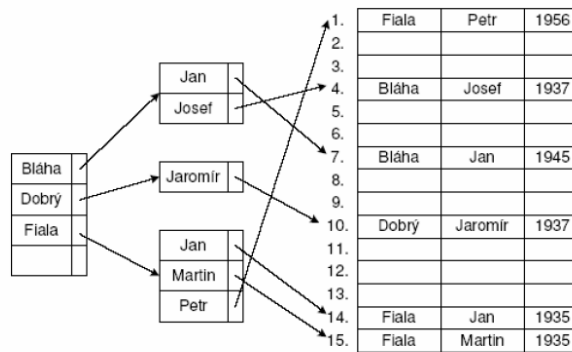 Bláha
Dobrý
Fiala
Jan
Josef
Jaromír
Jan
Martin
Petr
1. Fiala Petr 1956
2.
3.
4. Bláha Josef 1937
5.
6.
7. Bláha Jan 1945
8.
9.
10. Dobrý Jaromír 1937
11.
12.
13.
14. Fiala Jan 1935
15. Fiala Martin 1935